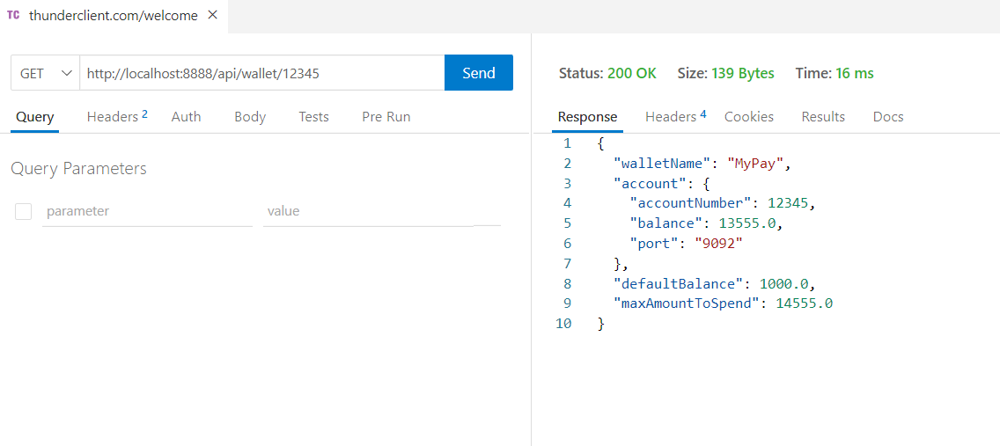 TC thunderclient.com/welcome ×
GET http://localhost:8888/api/wallet/12345 Send
Query Headers 2 Auth Body Tests Pre Run
Query Parameters
parameter value
Status: 200 OK Size: 139 Bytes Time: 16 ms
Response Headers 4 Cookies Results Docs
1 {
2 "walletName": "MyPay",
3 "account": {
4 "accountNumber": 12345,
5 "balance": 13555.0,
6 "port": "9092"
7 },
8 "defaultBalance": 1000.0,
9 "maxAmountToSpend": 14555.0
10 }